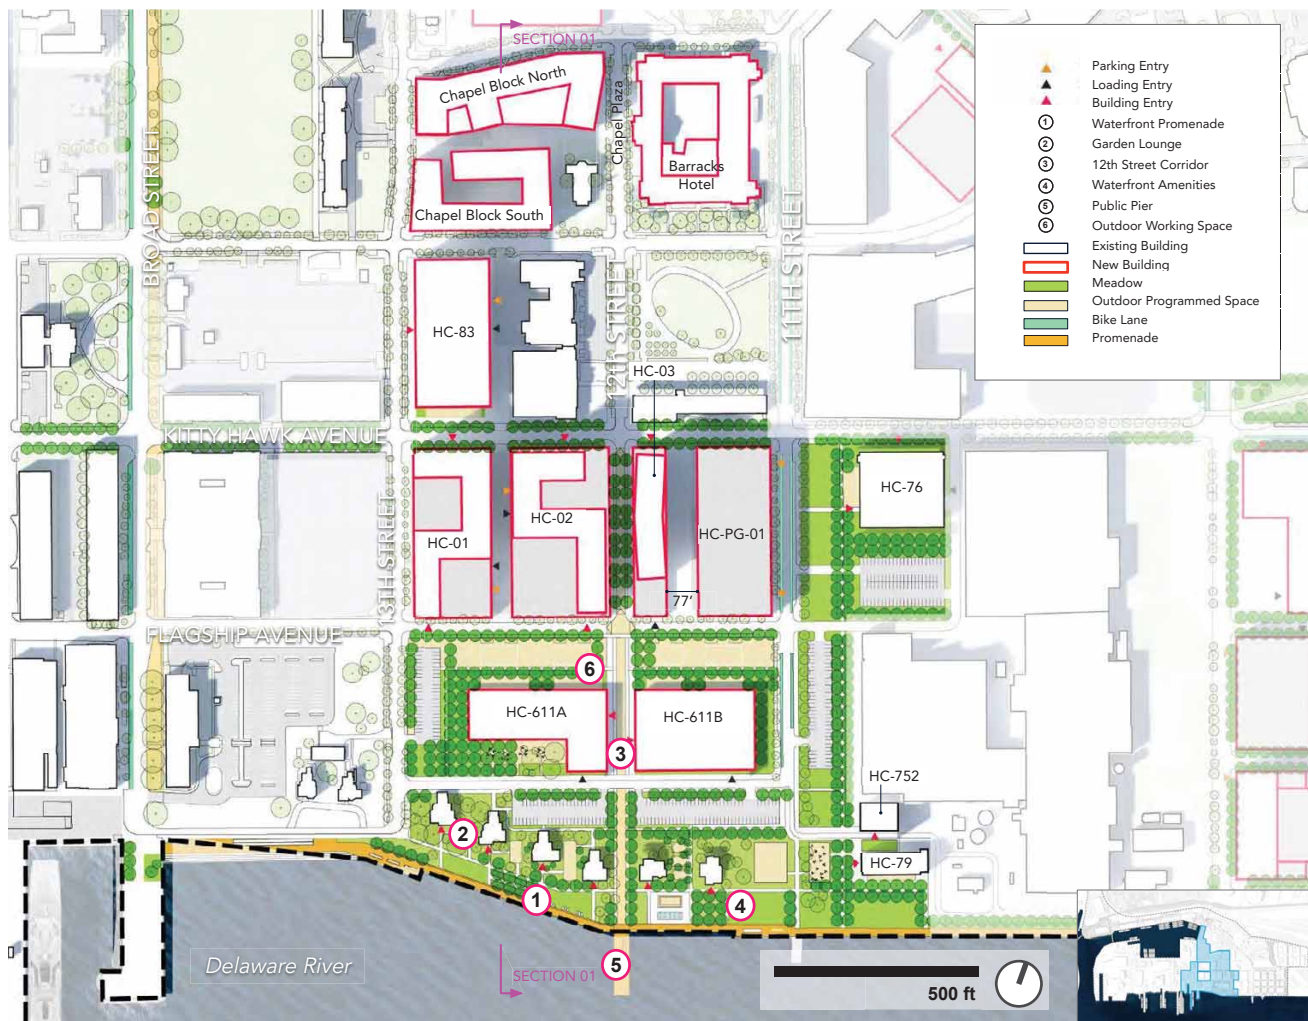 SECTION 01
Chapel Block North
Chapel Plaza
Barracks
Hotel
Chapel Block South
BROAD STREET
11TH STREET
12TH STREET
HC-83
HC-03
KITTY HAWK AVENUE
13TH STREET
HC-01
HC-02
HC-PG-01
77'
HC-76
FLAGSHIP AVENUE
6
HC-611A
HC-611B
3
HC-752
HC-79
2
1
4
5
Delaware River
SECTION 01
500 ft
Parking Entry
Loading Entry
Building Entry
1 Waterfront Promenade
2 Garden Lounge
3 12th Street Corridor
4 Waterfront Amenities
5 Public Pier
6 Outdoor Working Space
Existing Building
New Building
Meadow
Outdoor Programmed Space
Bike Lane
Promenade